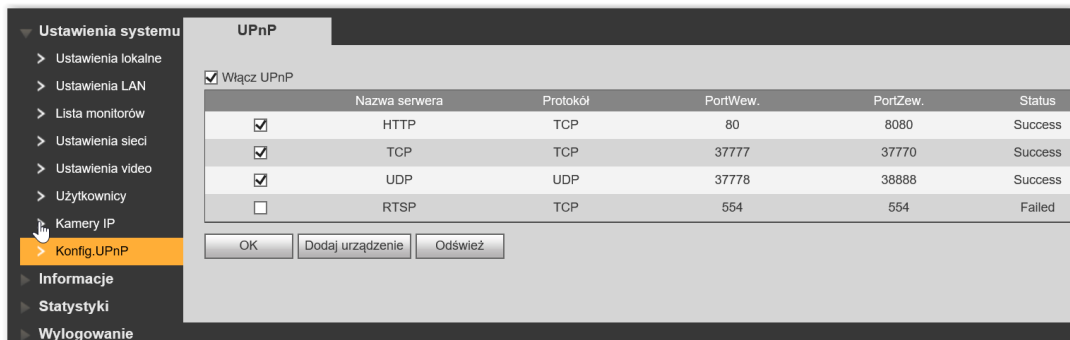 Ustawienia systemu
Ustawienia lokalne
Ustawienia LAN
Lista monitorów
Ustawienia sieci
Ustawienia video
Użytkownicy
Kamery IP
Konfig.UPnP
Informacje
Statystyki
Wylogowanie
UPnP
Włącz UPnP
Nazwa serwera Protokół PortWew. PortZew. Status
HTTP TCP 80 8080 Success
TCP TCP 37777 37770 Success
UDP UDP 37778 38888 Success
RTSP TCP 554 554 Failed
OK Dodaj urządzenie Odśwież